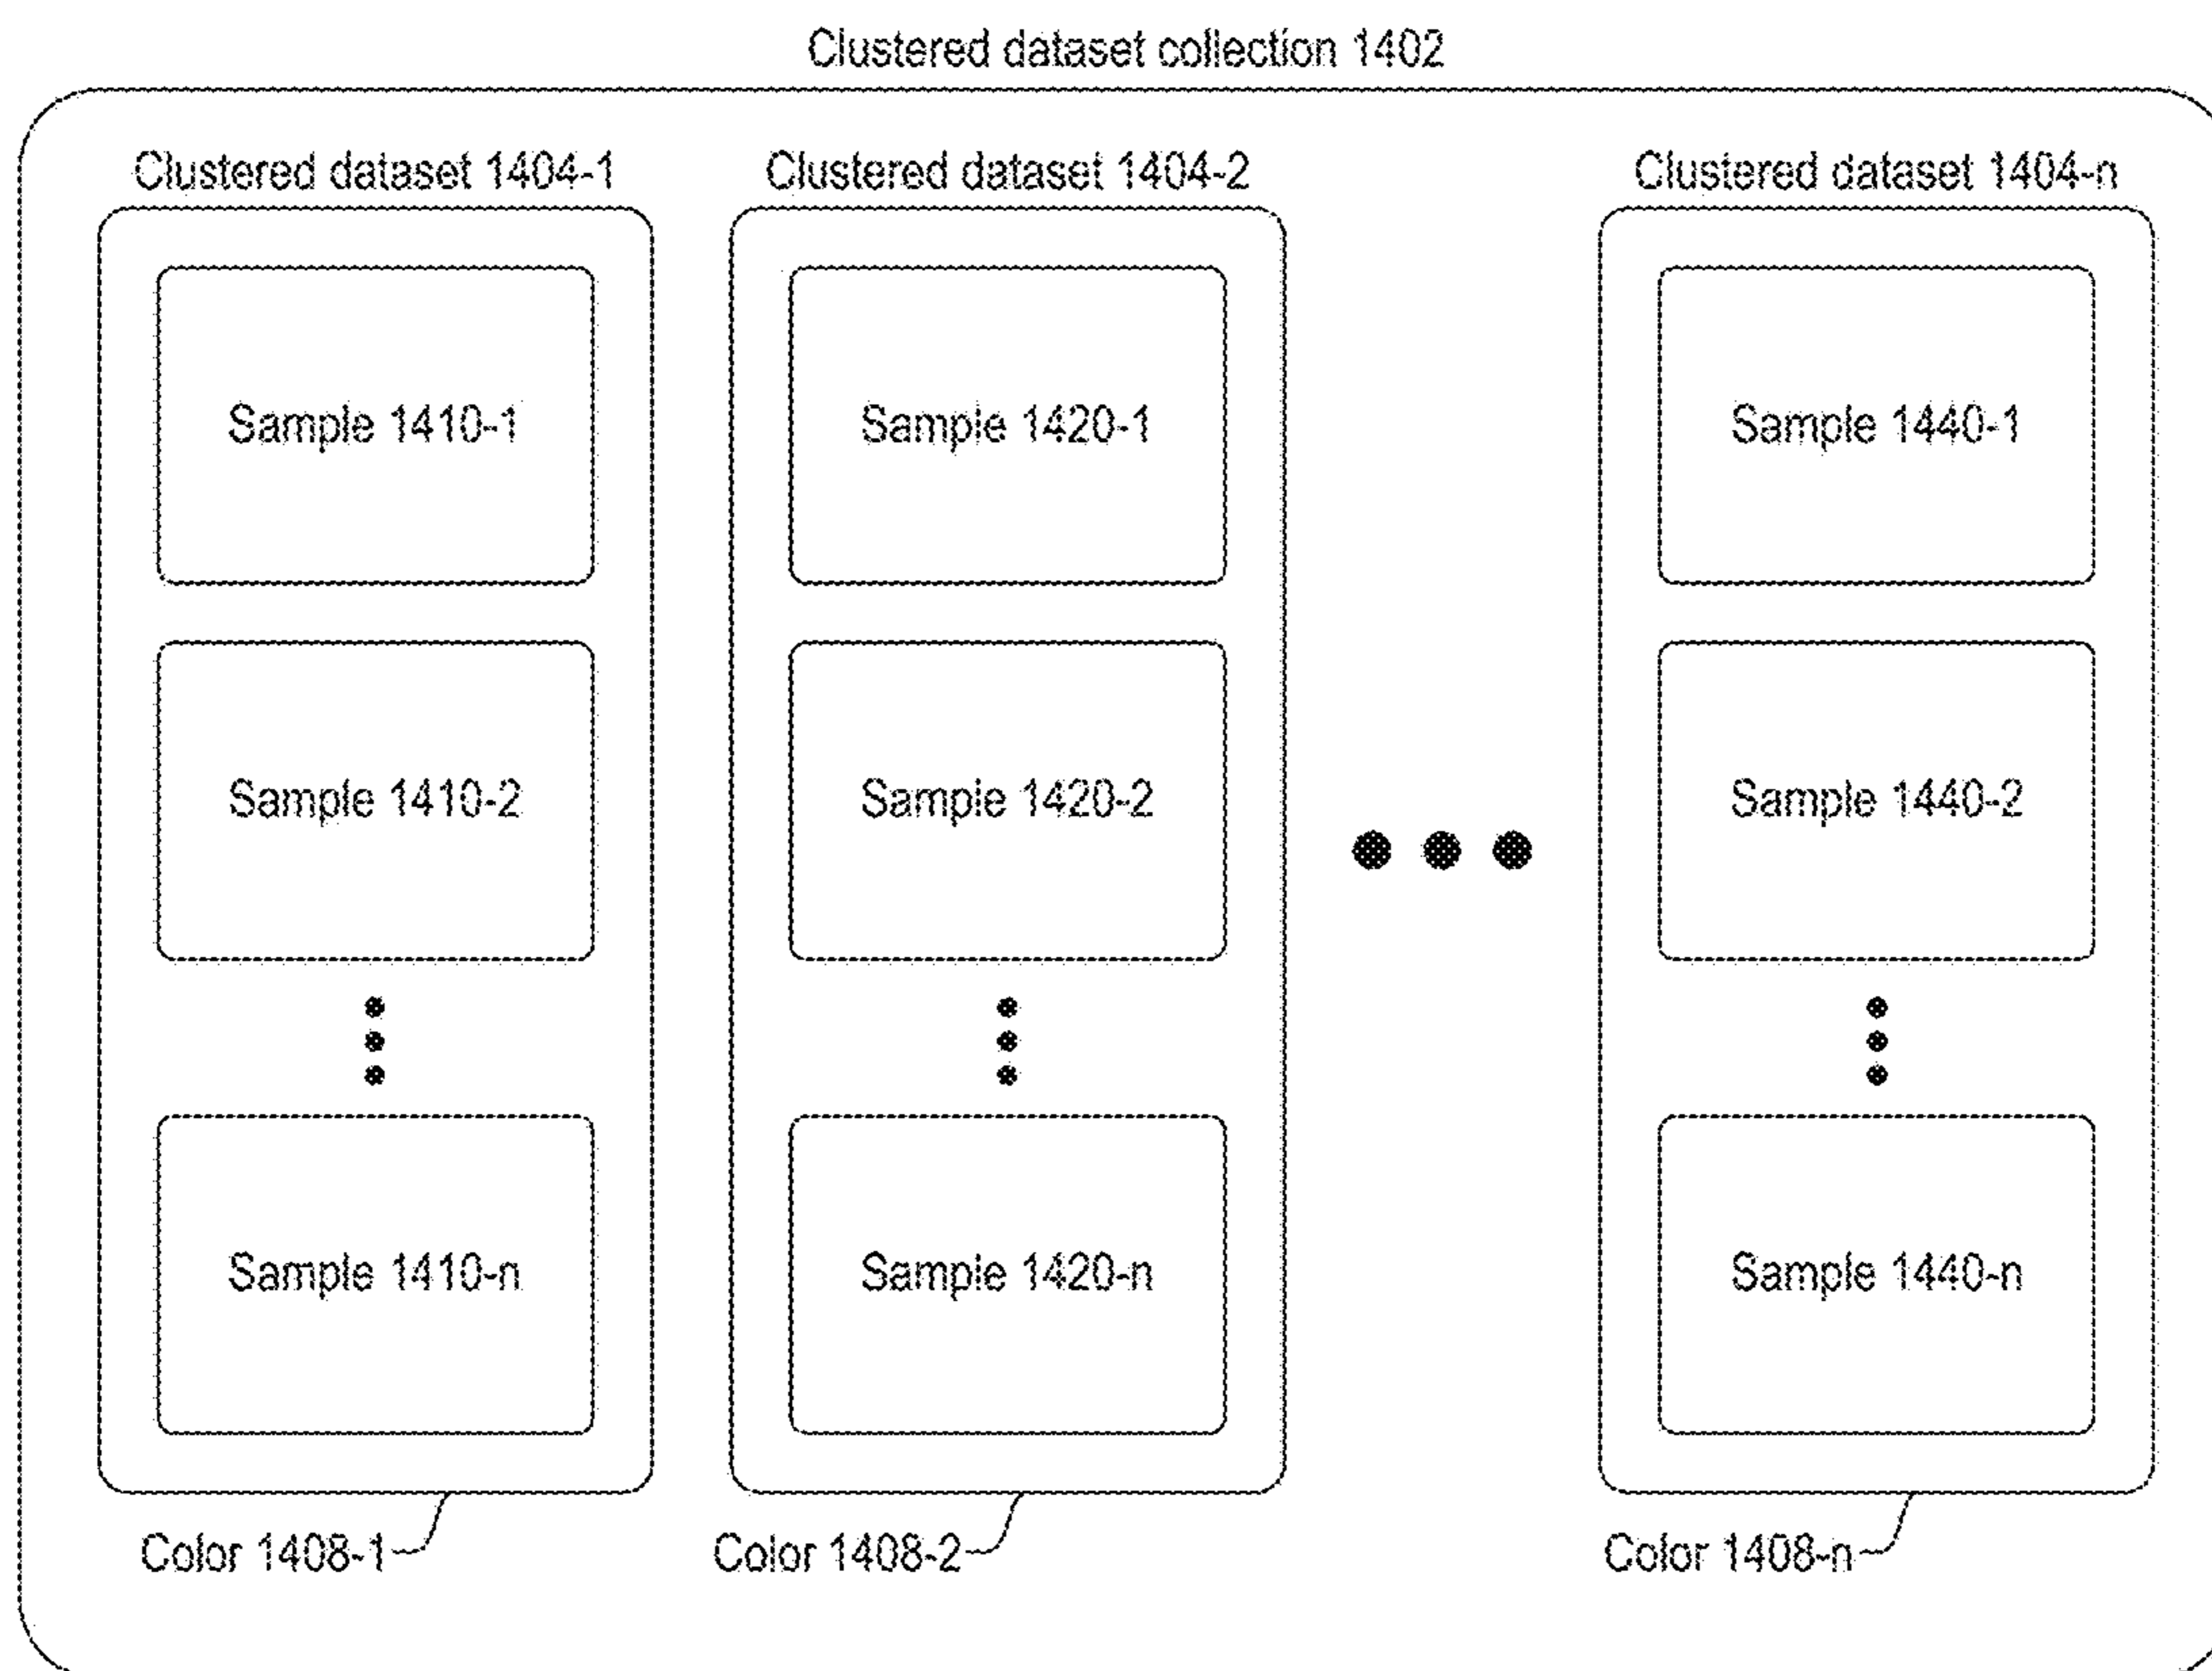 Clustered dataset collection 1402
Clustered dataset 1404-1
Sample 1410-1
Sample 1410-2
Sample 1410-n
Color 1408-1
Clustered dataset 1404-2
Sample 1420-1
Sample 1420-2
Sample 1420-n
Color 1408-2
Clustered dataset 1404-n
Sample 1440-1
Sample 1440-2
Sample 1440-n
Color 1408-n